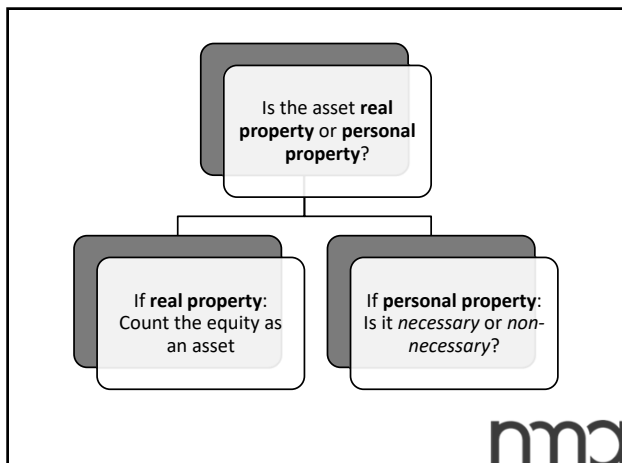 Is the asset real
property or personal
property?
If real property:
Count the equity as
an asset
If personal property:
Is it necessary or non-
necessary?
nma